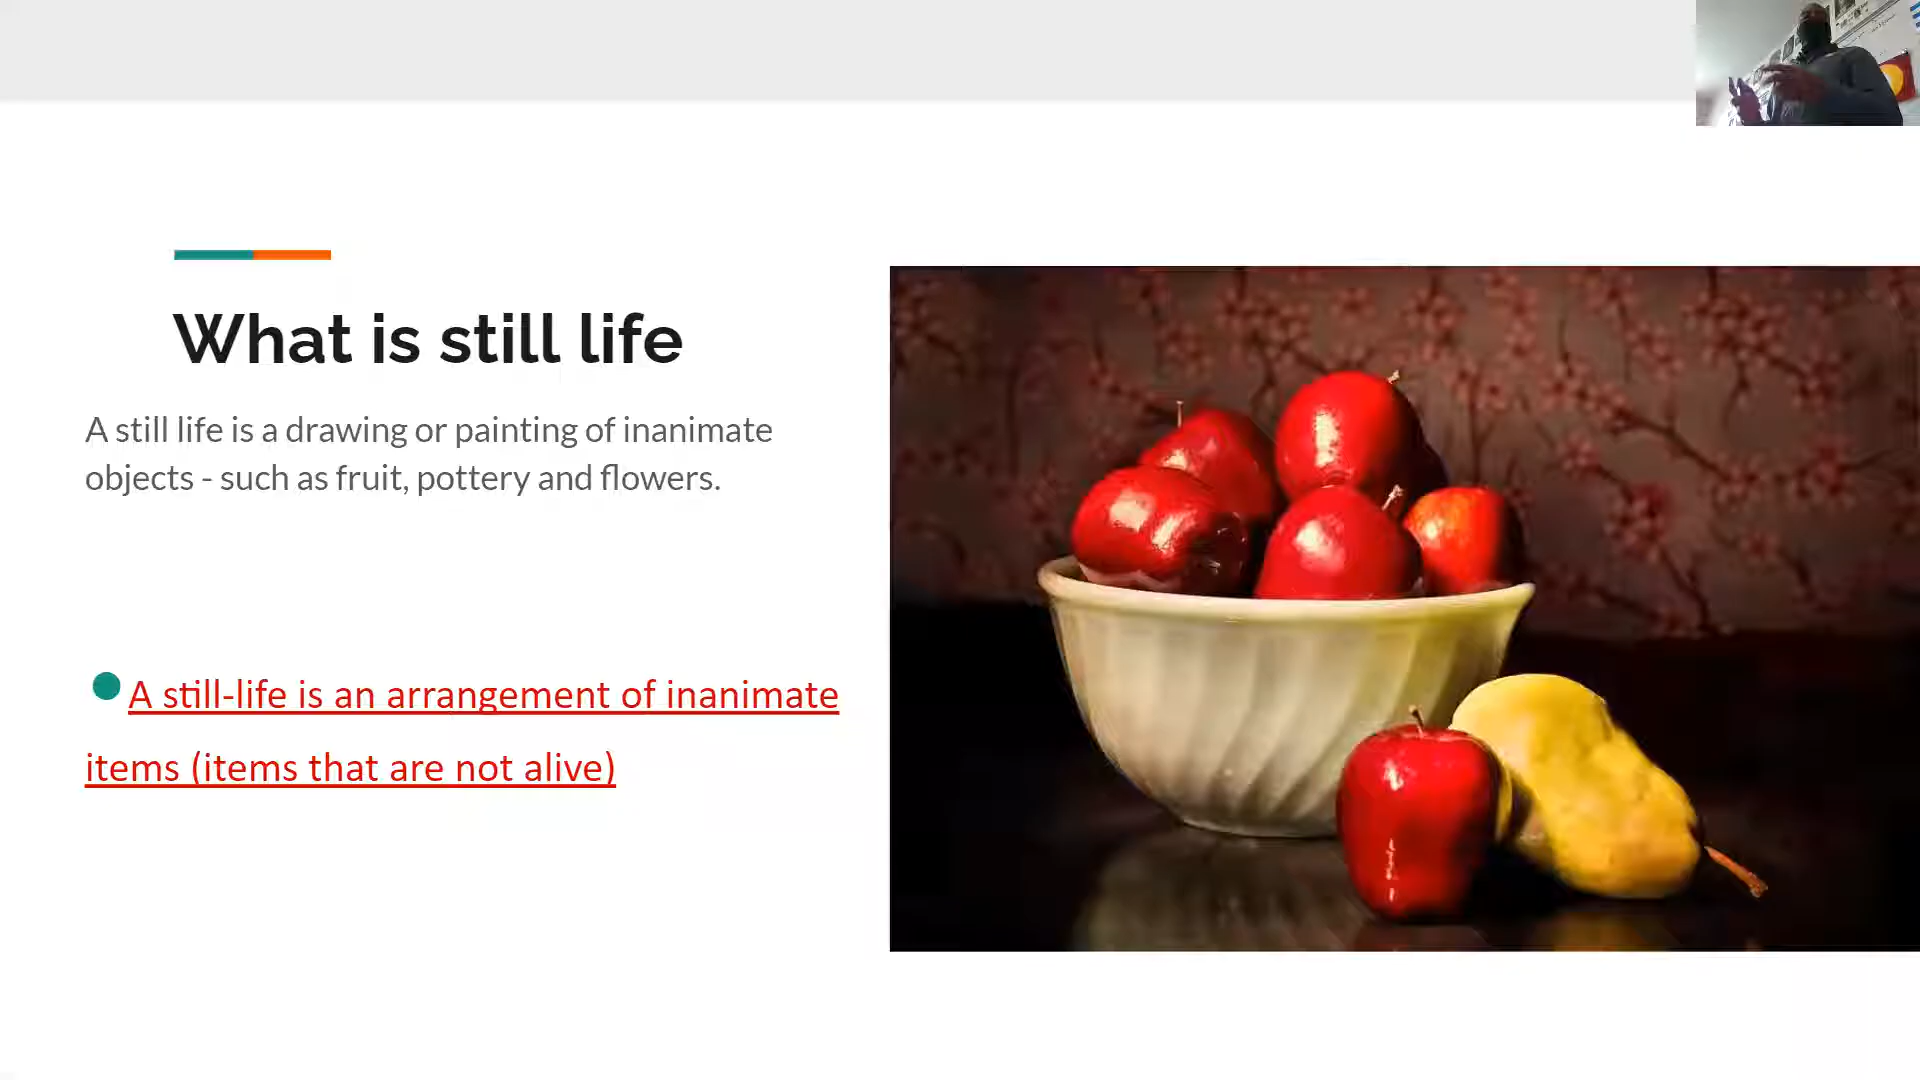 What is still life
A still life is a drawing or painting of inanimate
objects - such as fruit, pottery and flowers.
A still-life is an arrangement of inanimate
items (items that are not alive)